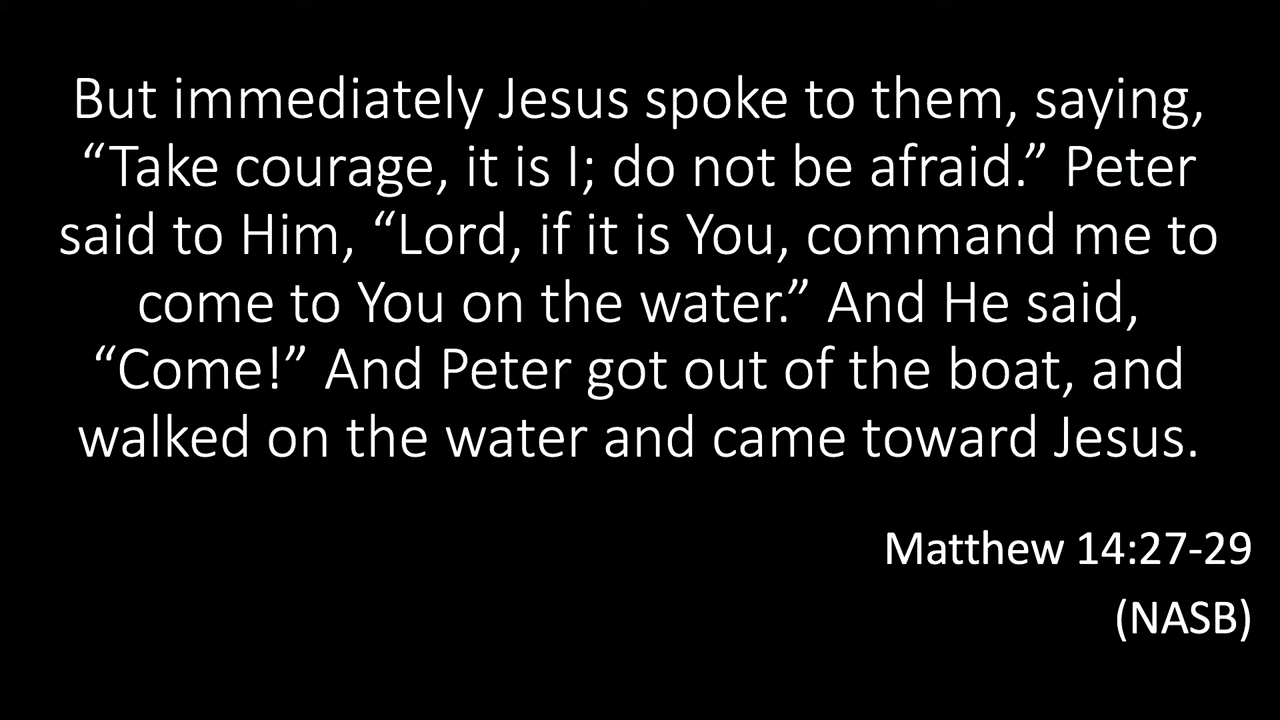 But immediately Jesus spoke to them, saying,
“Take courage, it is I; do not be afraid.” Peter
said to Him, “Lord, if it is You, command me to
come to You on the water.” And He said,
“Come!” And Peter got out of the boat, and
walked on the water and came toward Jesus.
Matthew 14:27-29
(NASB)